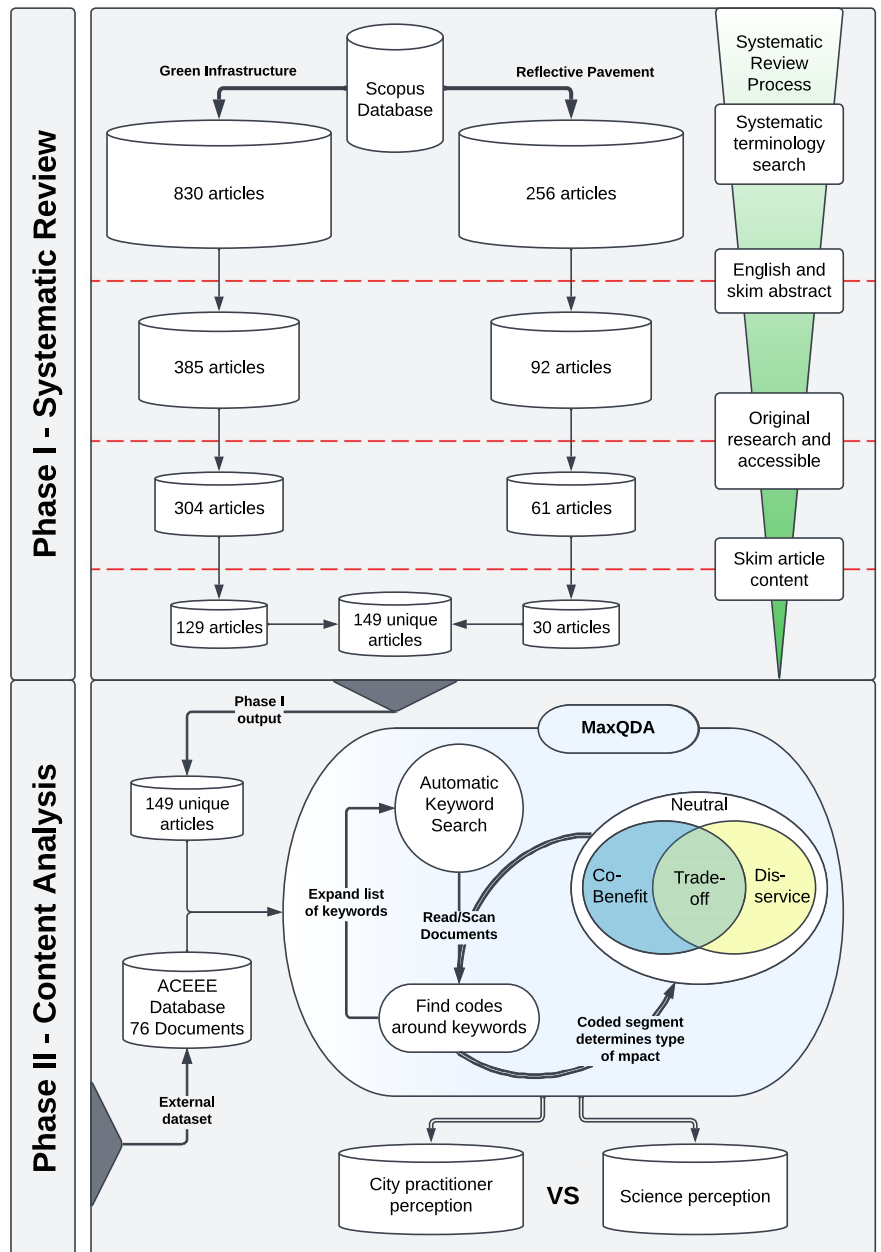 Phase I - Systematic Review
Green Infrastructure
Scopus
Database
Reflective Pavement
Systematic
Review
Process
830 articles
256 articles
Systematic
terminology
search
English and
skim abstract
385 articles
92 articles
Original
research and
accessible
304 articles
61 articles
Skim article
content
129 articles
149 unique
articles
30 articles
Phase II - Content Analysis
Phase I
output
149 unique
articles
ACEEE
Database
76 Documents
External
dataset
MaxQDA
Automatic
Keyword
Search
Expand list
of keywords
Read/Scan
Documents
Find codes
around keywords
Neutral
Co-
Benefit
Trade-
off
Dis-
service
Coded segment
determines type
of mpact
City practitioner
perception
VS
Science perception